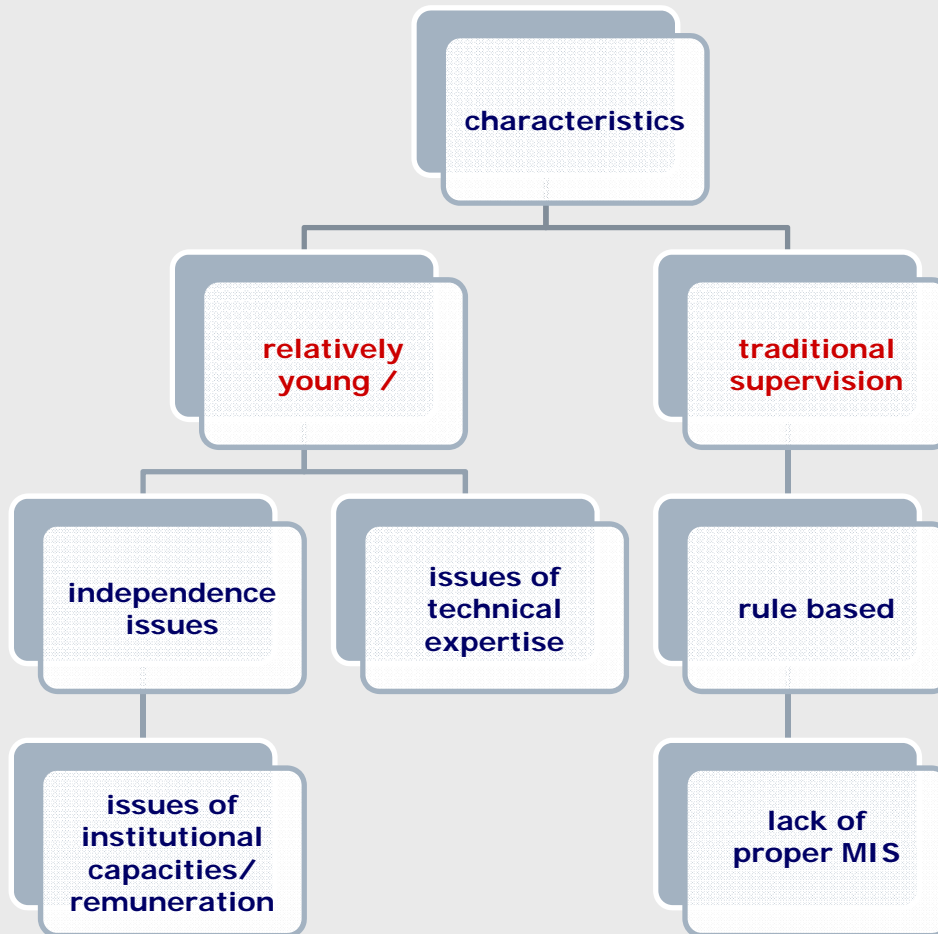 characteristics
relatively
young /
traditional
supervision
independence
issues
issues of
technical
expertise
rule based
issues of
institutional
capacities/
remuneration
lack of
proper MIS